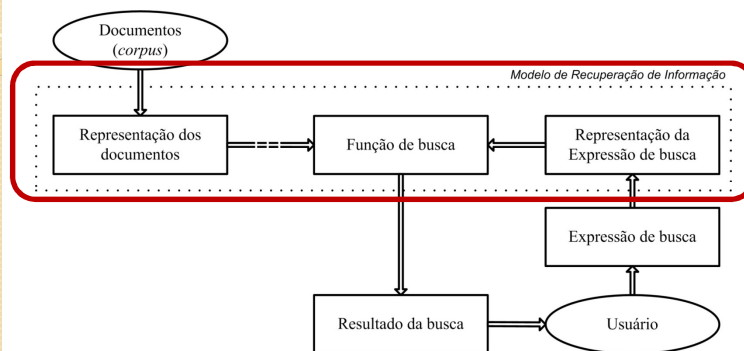 Documentos
(corpus)
Modelo de Recuperação de Informação
Representação dos
documentos
Função de busca
Representação da
Expressão de busca
Expressão de busca
Resultado da busca
Usuário